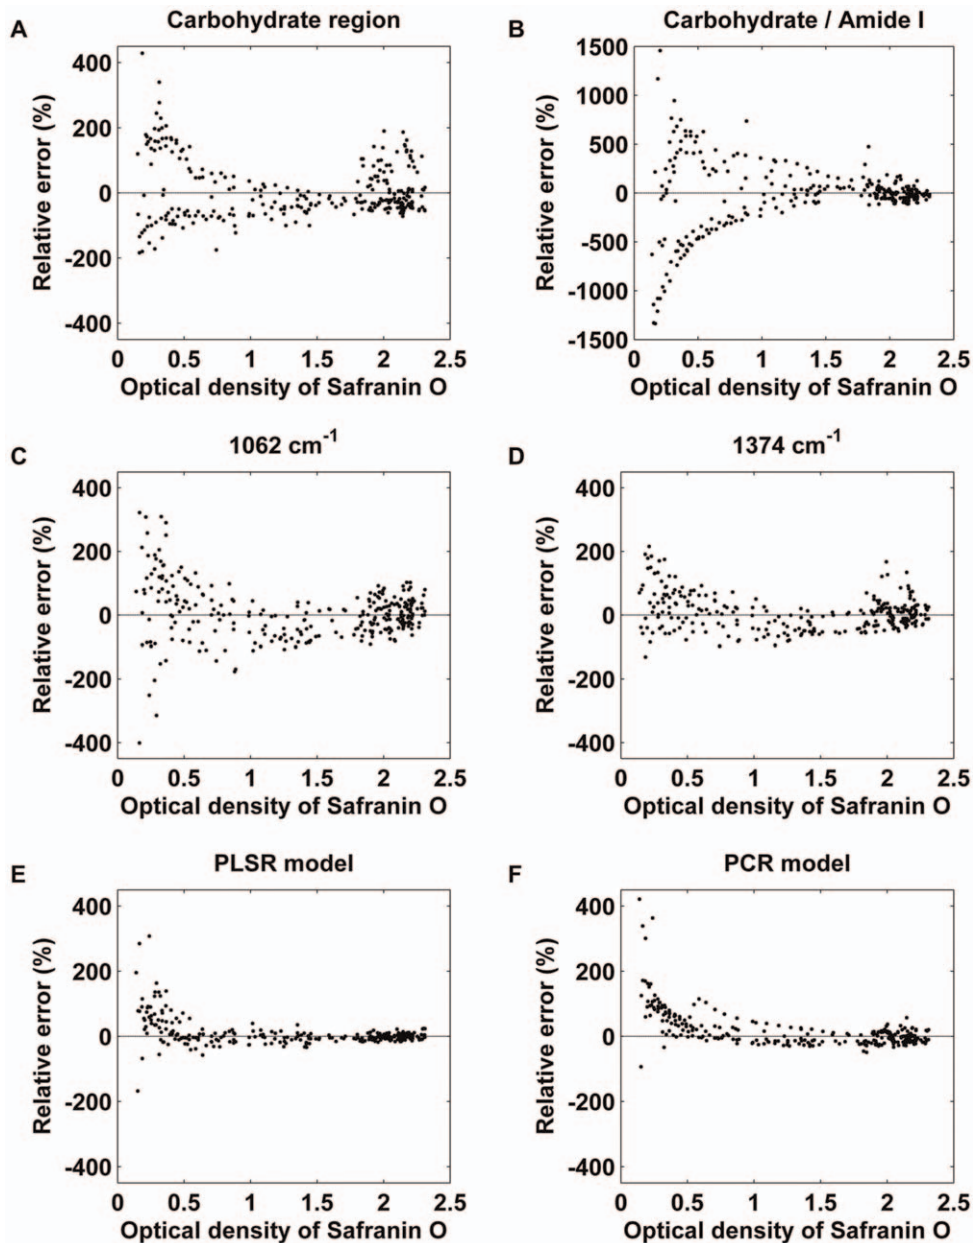 A
Carbohydrate region
Relative error (%)
400
200
0
-200
-400
0 0.5 1 1.5 2 2.5
Optical density of Safranin O
B
Carbohydrate / Amide I
Relative error (%)
1500
1000
500
0
-500
-1000
-1500
0 0.5 1 1.5 2 2.5
Optical density of Safranin O
C
1062 cm⁻¹
Relative error (%)
400
200
0
-200
-400
0 0.5 1 1.5 2 2.5
Optical density of Safranin O
D
1374 cm⁻¹
Relative error (%)
400
200
0
-200
-400
0 0.5 1 1.5 2 2.5
Optical density of Safranin O
E
PLSR model
Relative error (%)
400
200
0
-200
-400
0 0.5 1 1.5 2 2.5
Optical density of Safranin O
F
PCR model
Relative error (%)
400
200
0
-200
-400
0 0.5 1 1.5 2 2.5
Optical density of Safranin O